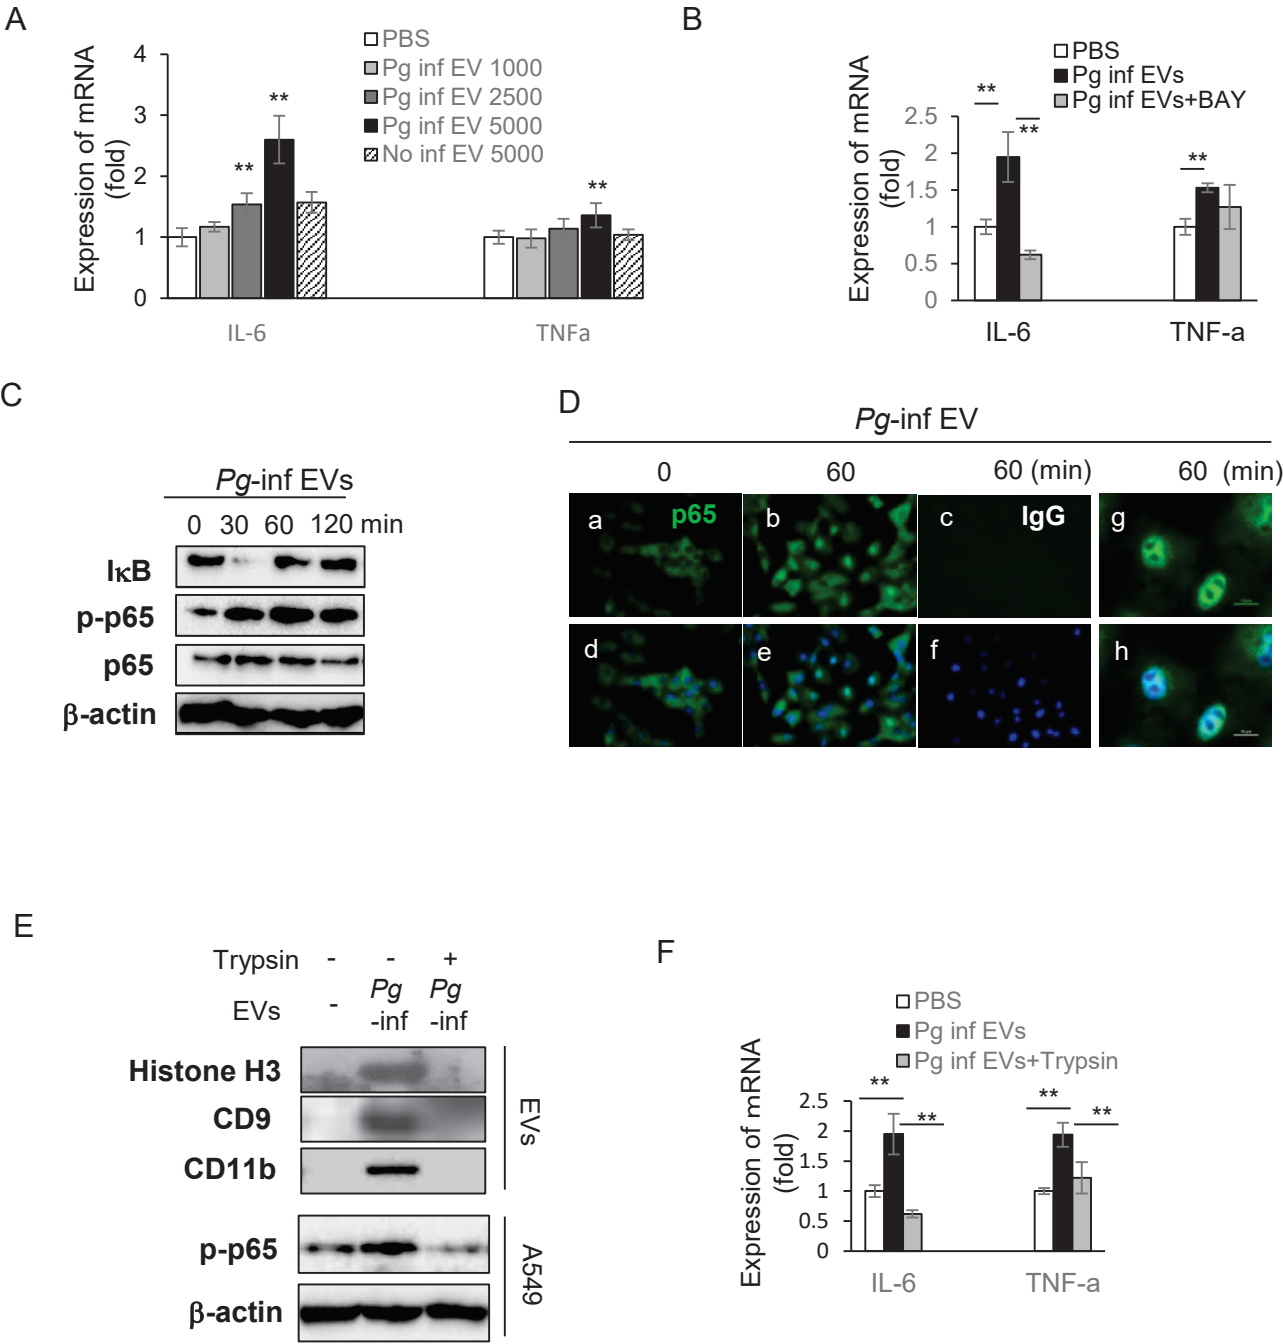 A
Expression of mRNA
(fold)
4
3
2
1
0
PBS
Pg inf EV 1000
Pg inf EV 2500
Pg inf EV 5000
No inf EV 5000
**
**
**
IL-6
TNFa
B
Expression of mRNA
(fold)
PBS
Pg inf EVs
Pg inf EVs+BAY
2.5
2
1.5
1
0.5
0
**
**
**
IL-6
TNF-a
C
Pg-inf EVs
0 30 60 120 min
IκB
p-p65
p65
β-actin
D
Pg-inf EV
0 60 60 (min) 60 (min)
a p65 b c IgG g
d e f h
E
Trypsin - - +
EVs - Pg -inf Pg -inf
Histone H3
CD9
CD11b
EVs
p-p65
β-actin
A549
F
PBS
Pg inf EVs
Pg inf EVs+Trypsin
Expression of mRNA
(fold)
2.5
2
1.5
1
0.5
0
**
**
**
**
IL-6
TNF-a